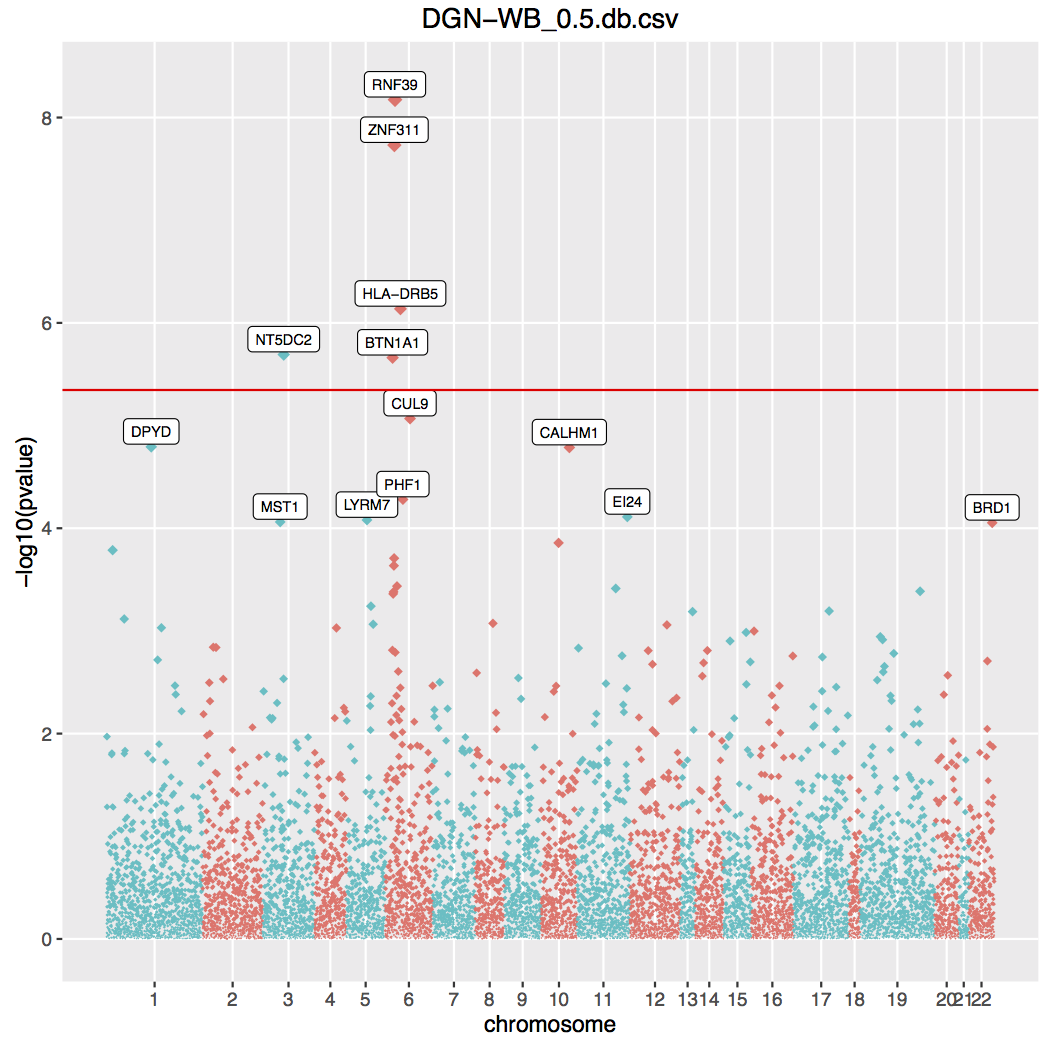 DGN−WB_0.5.db.csv
RNF39
8
ZNF311
HLA−DRB5
6
NT5DC2
BTN1A1
CUL9
DPYD
CALHM1
PHF1
MST1
LYRM7
EI24
BRD1
4
−log10(pvalue)
2
0
1 2 3 4 5 6 7 8 9 10 11 12 13 14 15 16 17 18 19 20 21 22
chromosome